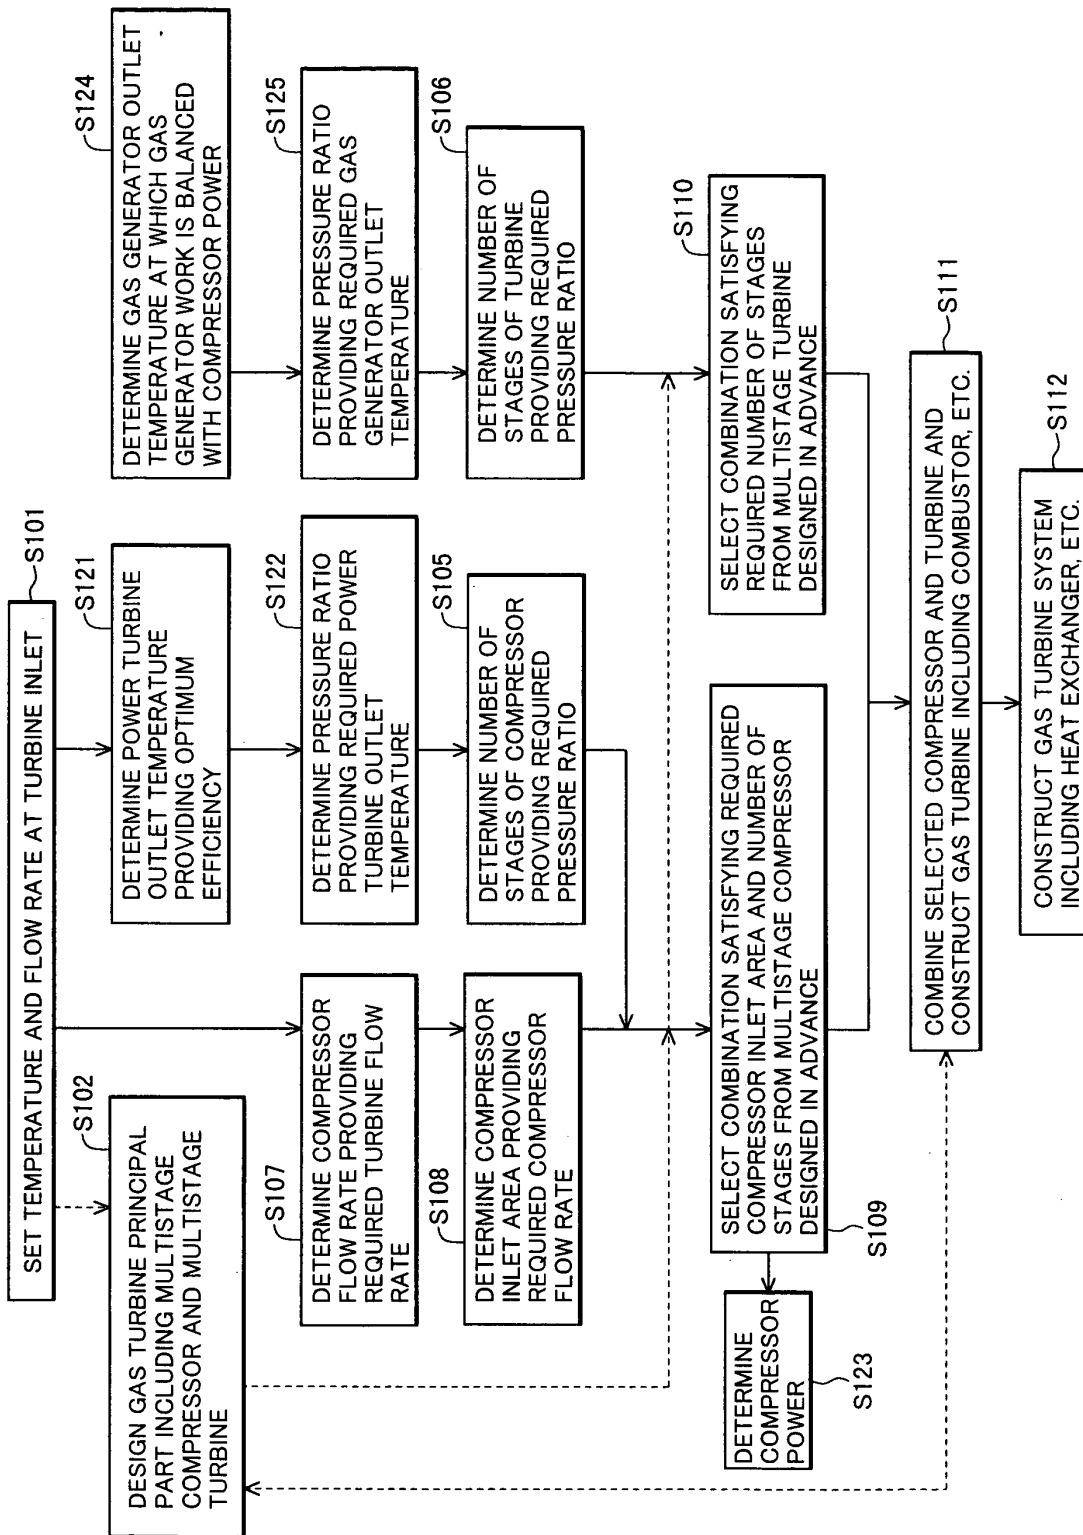 SET TEMPERATURE AND FLOW RATE AT TURBINE INLET
S101
DESIGN GAS TURBINE PRINCIPAL
PART INCLUDING MULTISTAGE
COMPRESSOR AND MULTISTAGE
TURBINE
S102
DETERMINE POWER TURBINE
OUTLET TEMPERATURE
PROVIDING OPTIMUM
EFFICIENCY
S121
DETERMINE GAS GENERATOR OUTLET
TEMPERATURE AT WHICH GAS
GENERATOR WORK IS BALANCED
WITH COMPRESSOR POWER
S124
DETERMINE COMPRESSOR
FLOW RATE PROVIDING
REQUIRED TURBINE FLOW
RATE
S107
DETERMINE PRESSURE RATIO
PROVIDING REQUIRED POWER
TURBINE OUTLET
TEMPERATURE
S122
DETERMINE PRESSURE RATIO
PROVIDING REQUIRED GAS
GENERATOR OUTLET
TEMPERATURE
S125
DETERMINE COMPRESSOR
INLET AREA PROVIDING
REQUIRED COMPRESSOR
FLOW RATE
S108
DETERMINE NUMBER OF
STAGES OF COMPRESSOR
PROVIDING REQUIRED
PRESSURE RATIO
S105
DETERMINE NUMBER OF
STAGES OF TURBINE
PROVIDING REQUIRED
PRESSURE RATIO
S106
DETERMINE
COMPRESSOR
POWER
S123
SELECT COMBINATION SATISFYING REQUIRED
COMPRESSOR INLET AREA AND NUMBER OF
STAGES FROM MULTISTAGE COMPRESSOR
DESIGNED IN ADVANCE
S109
SELECT COMBINATION SATISFYING
REQUIRED NUMBER OF STAGES
FROM MULTISTAGE TURBINE
DESIGNED IN ADVANCE
S110
COMBINE SELECTED COMPRESSOR AND TURBINE AND
CONSTRUCT GAS TURBINE INCLUDING COMBUSTOR, ETC.
S111
CONSTRUCT GAS TURBINE SYSTEM
INCLUDING HEAT EXCHANGER, ETC.
S112